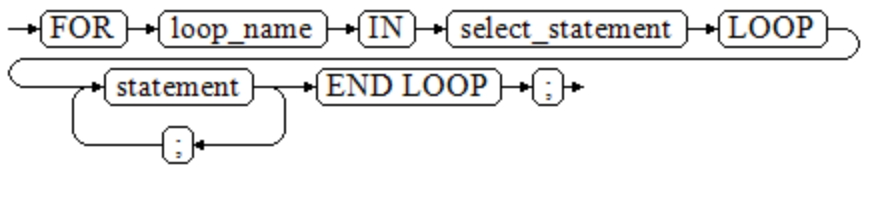 FOR loop_name IN select_statement LOOP
statement END LOOP ;
;